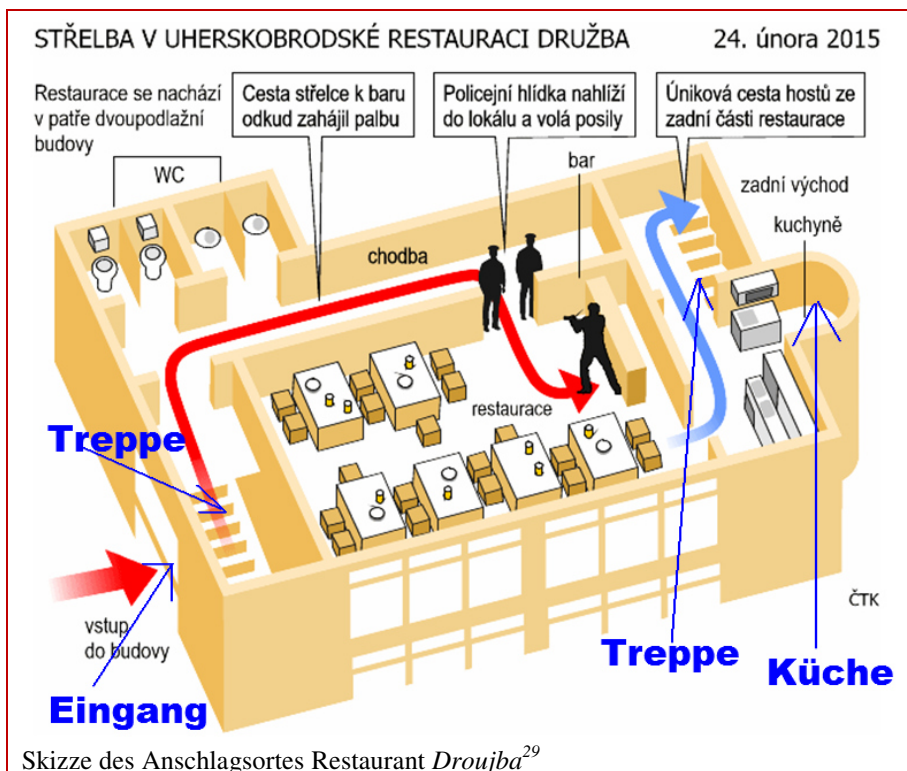 STŘELBA V UHERSKOBRODSKÉ RESTAURACI DRUŽBA
24. února 2015
Restaurace se nachází
v patře dvoupodlažní
budovy
Cesta střelce k baru
odkud zahájil palbu
Policejní hlídka nahlíží
do lokálu a volá posily
Úniková cesta hostů ze
zadní části restaurace
WC
bar
zadní východ
kuchyně
chodba
restaurace
Treppe
vstup
do budovy
Eingang
ČTK
Treppe
Küche
Skizze des Anschlagsortes Restaurant Droujba29